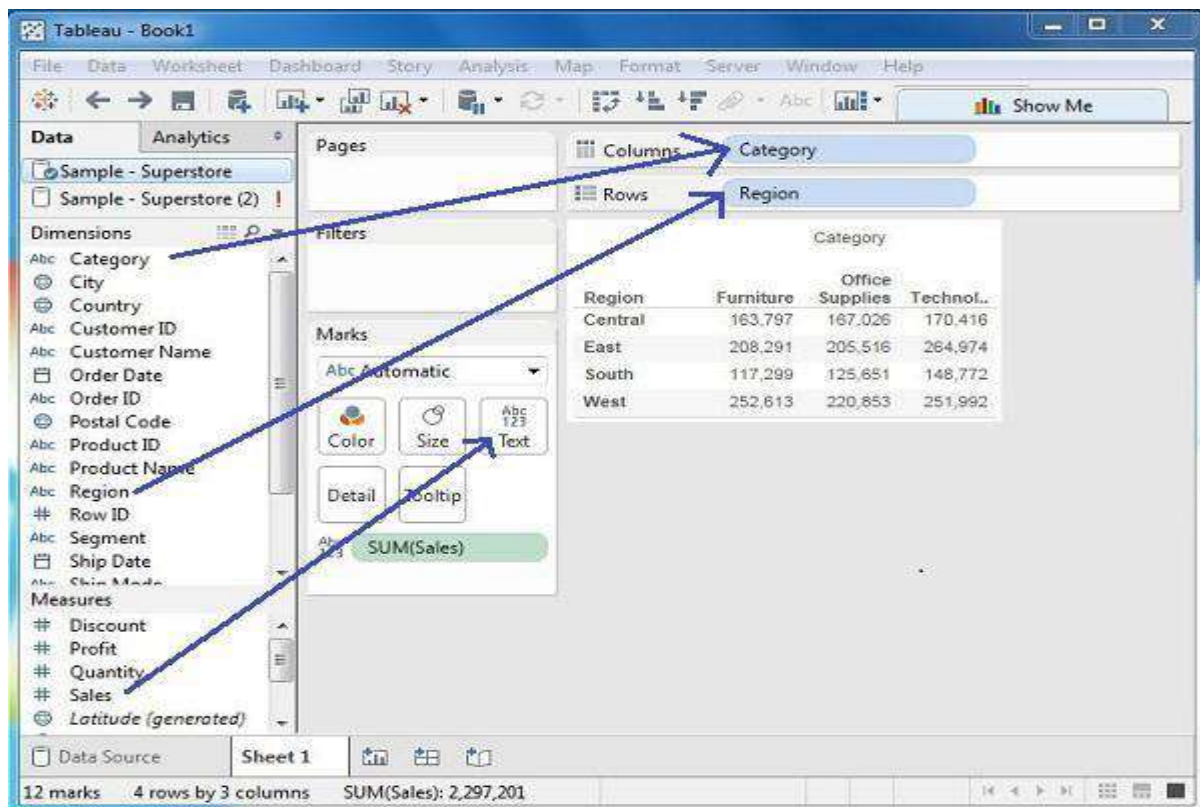 Tableau - Book1
File Data Worksheet Dashboard Story Analysis Map Format Server Window Help
Abc Show Me
Data Analytics
Sample - Superstore
Sample - Superstore (2) !
Dimensions
Abc Category
City
Country
Abc Customer ID
Abc Customer Name
Order Date
Abc Order ID
Postal Code
Abc Product ID
Abc Product Name
Abc Region
# Row ID
Abc Segment
Ship Date
Abc Ship Mode
Measures
# Discount
# Profit
# Quantity
# Sales
Latitude (generated)
Pages
Filters
Marks
Abc Automatic
Color Size Abc 123 Text
Detail Tooltip
Abc 123 SUM(Sales)
Columns Category
Rows Region
Category
Region Furniture Office Supplies Technol..
Central 163,797 167,026 170,416
East 208,291 205,516 264,974
South 117,299 125,651 148,772
West 252,613 220,853 251,992
Data Source Sheet 1
12 marks 4 rows by 3 columns SUM(Sales): 2,297,201